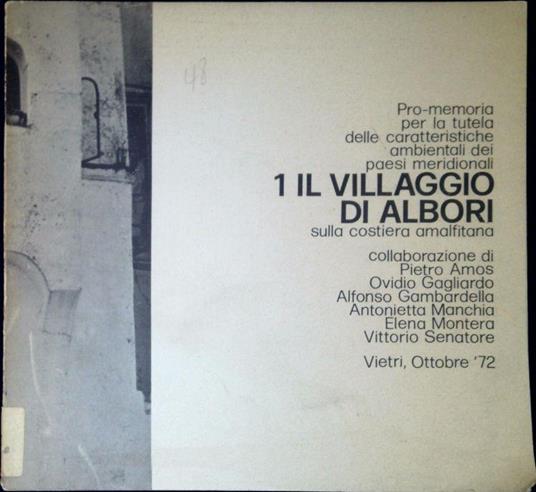 48
Pro-memoria
per la tutela
delle caratteristiche
ambientali dei
paesi meridionali
1 IL VILLAGGIO
DI ALBORI
sulla costiera amalfitana
collaborazione di
Pietro Amos
Ovidio Gagliardo
Alfonso Gambardella
Antonietta Manchia
Elena Montera
Vittorio Senatore
Vietri, Ottobre '72